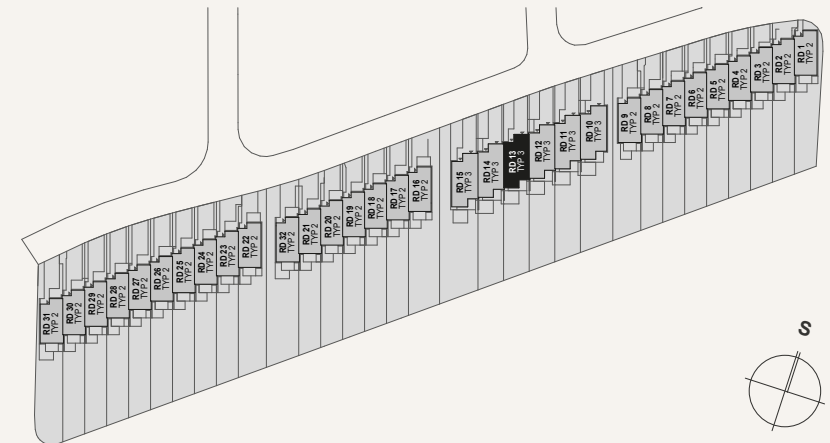 RD 31
TYP 2
RD 30
TYP 2
RD 29
TYP 2
RD 28
TYP 2
RD 27
TYP 2
RD 26
TYP 2
RD 25
TYP 2
RD 24
TYP 2
RD 23
TYP 2
RD 22
TYP 2
RD 32
TYP 2
RD 21
TYP 2
RD 20
TYP 2
RD 19
TYP 2
RD 18
TYP 2
RD 17
TYP 2
RD 16
TYP 2
RD 15
TYP 3
RD 14
TYP 3
RD 13
TYP 3
RD 12
TYP 3
RD 11
TYP 3
RD 10
TYP 3
RD 9
TYP 2
RD 8
TYP 2
RD 7
TYP 2
RD 6
TYP 2
RD 5
TYP 2
RD 4
TYP 2
RD 3
TYP 2
RD 2
TYP 2
RD 1
TYP 2
S